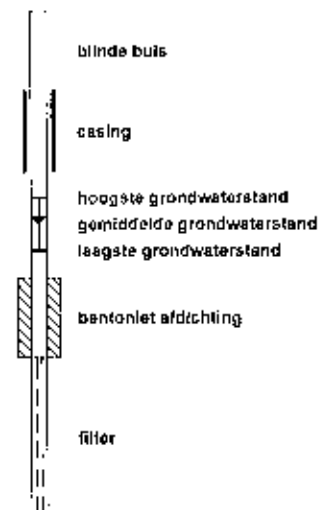 blinde buis
casing
hoogste grondwaterstand
gemiddelde grondwaterstand
laagste grondwaterstand
bentoniet afdichting
filter